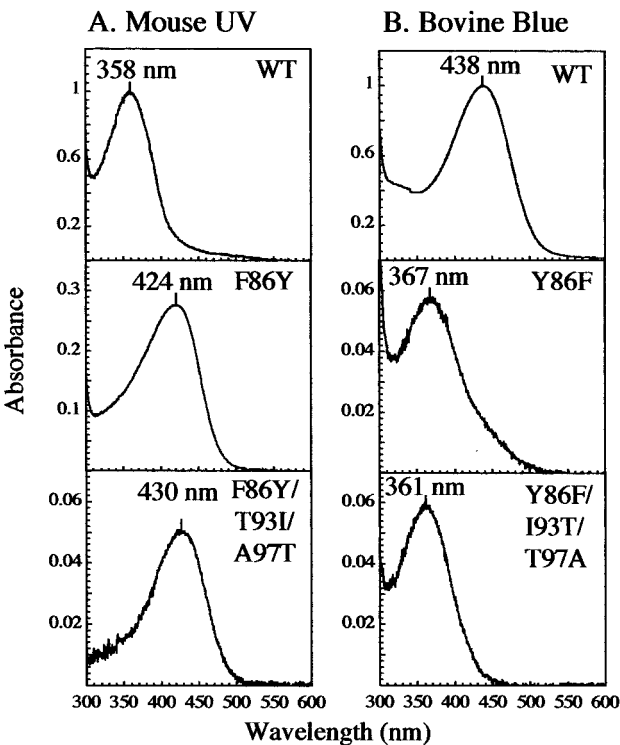 A. Mouse UV
B. Bovine Blue
358 nm
WT
1
0.6
0.2
438 nm
WT
1
0.6
0.2
424 nm
F86Y
0.3
0.2
0.1
367 nm
Y86F
0.06
0.04
0.02
430 nm
F86Y/
T93I/
A97T
0.06
0.04
0.02
361 nm
Y86F/
I93T/
T97A
0.06
0.04
0.02
Absorbance
300 350 400 450 500 550 600
300 350 400 450 500 550 600
Wavelength (nm)